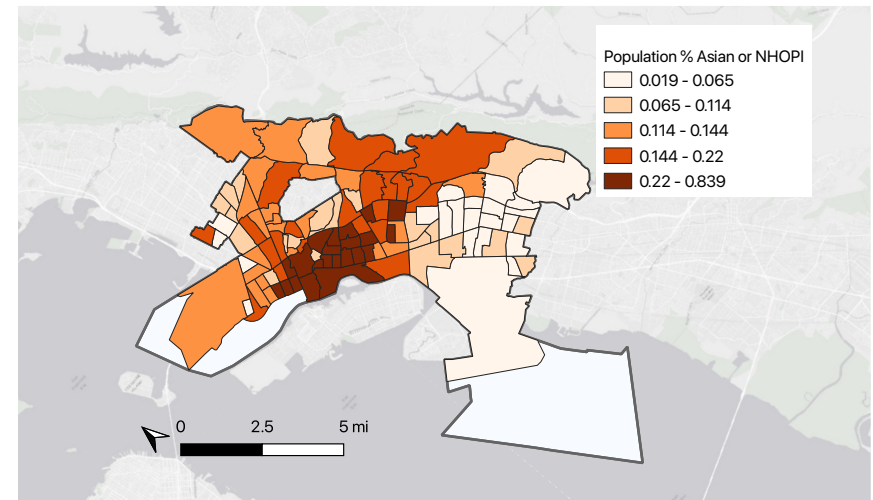 Population % Asian or NHOPI
0.019 - 0.065
0.065 - 0.114
0.114 - 0.144
0.144 - 0.22
0.22 - 0.839
0 2.5 5 mi